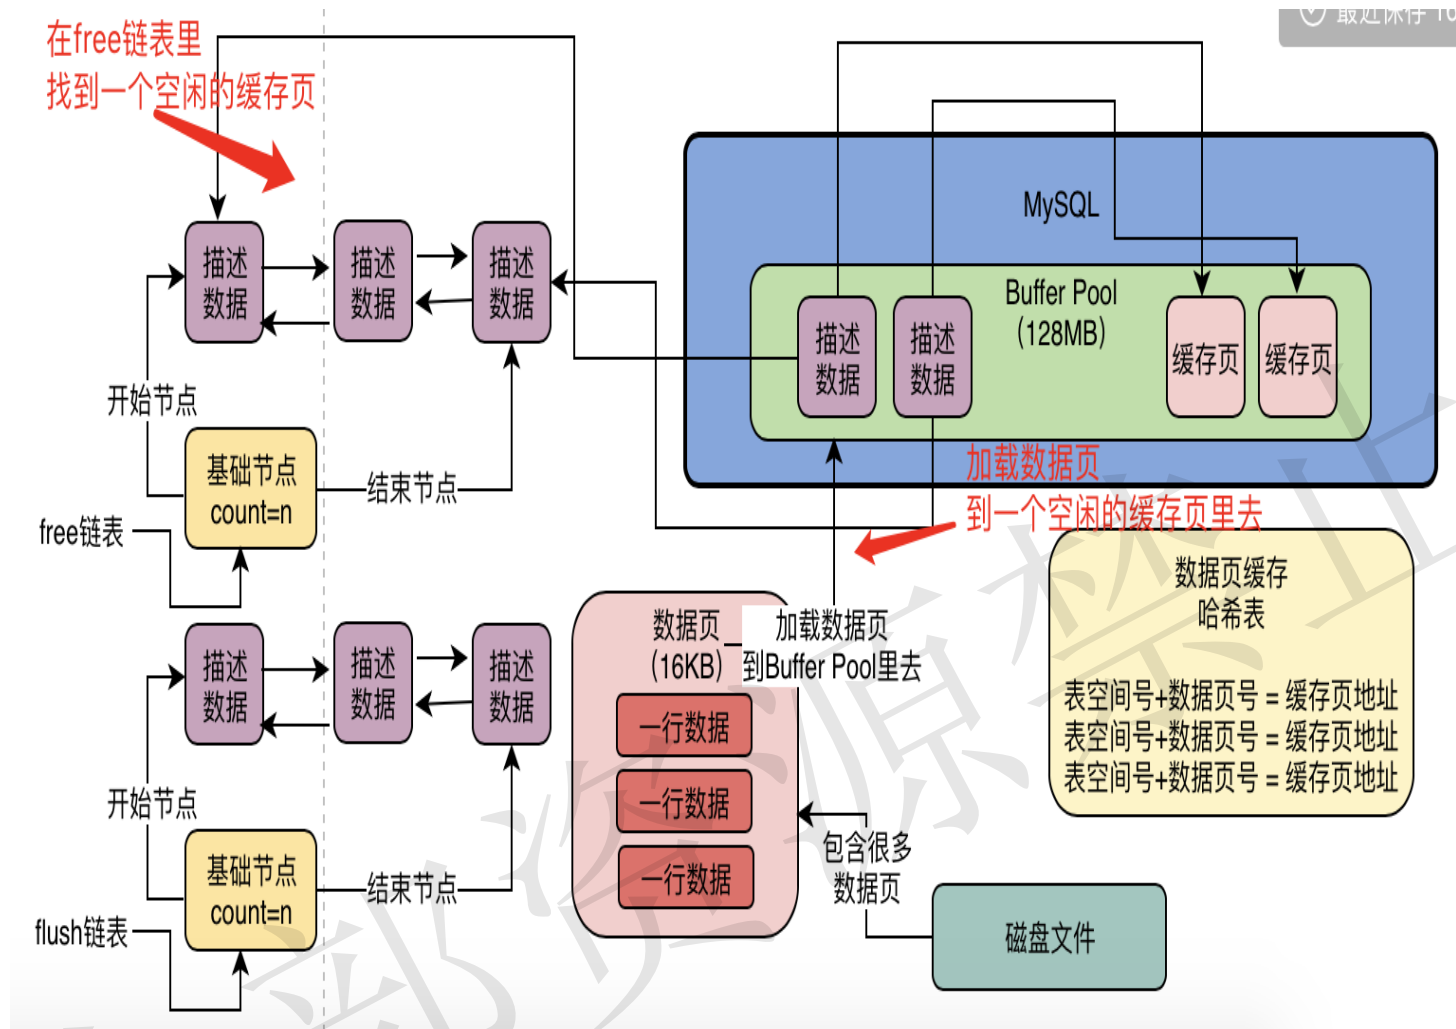 最近保存
在free链表里
找到一个空闲的缓存页
MySQL
Buffer Pool
(128MB)
描述
数据
描述
数据
缓存页
缓存页
描述
数据
描述
数据
描述
数据
开始节点
基础节点
count=n
结束节点
free链表
加载数据页
到一个空闲的缓存页里去
数据页缓存
哈希表
表空间号+数据页号 = 缓存页地址
表空间号+数据页号 = 缓存页地址
表空间号+数据页号 = 缓存页地址
描述
数据
描述
数据
描述
数据
开始节点
基础节点
count=n
结束节点
flush链表
数据页
(16KB)
加载数据页
到Buffer Pool里去
一行数据
一行数据
一行数据
包含很多
数据页
磁盘文件
部资源禁止